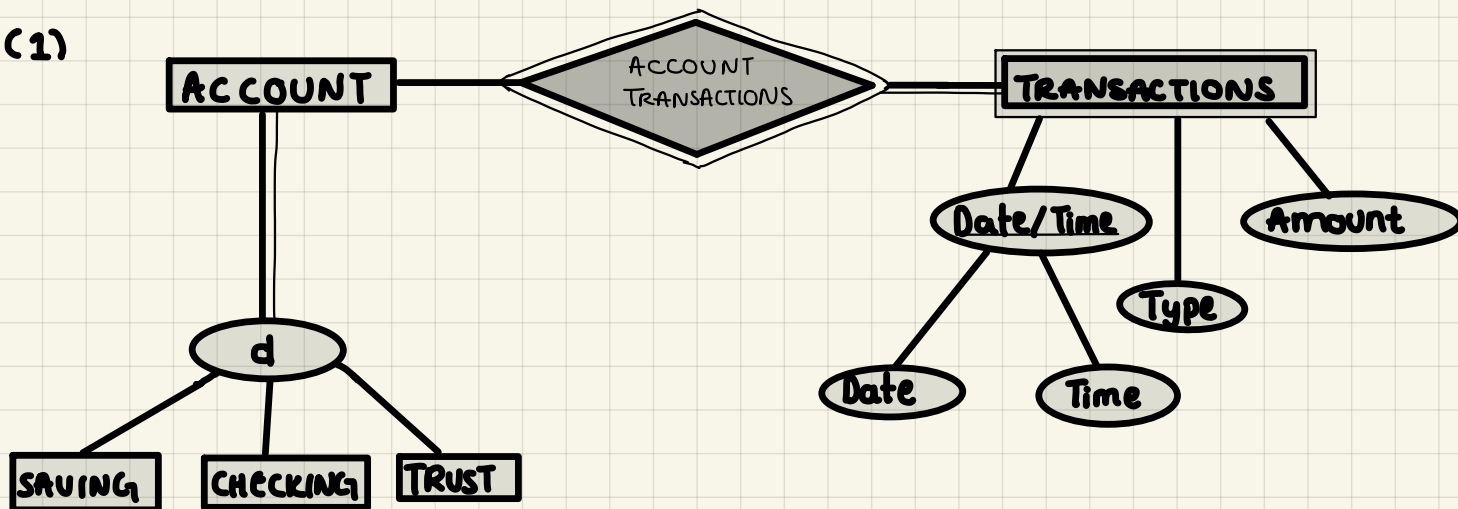 (1)
ACCOUNT
ACCOUNT
TRANSACTIONS
TRANSACTIONS
Date/Time
Amount
Type
d
Date
Time
SAVING
CHECKING
TRUST